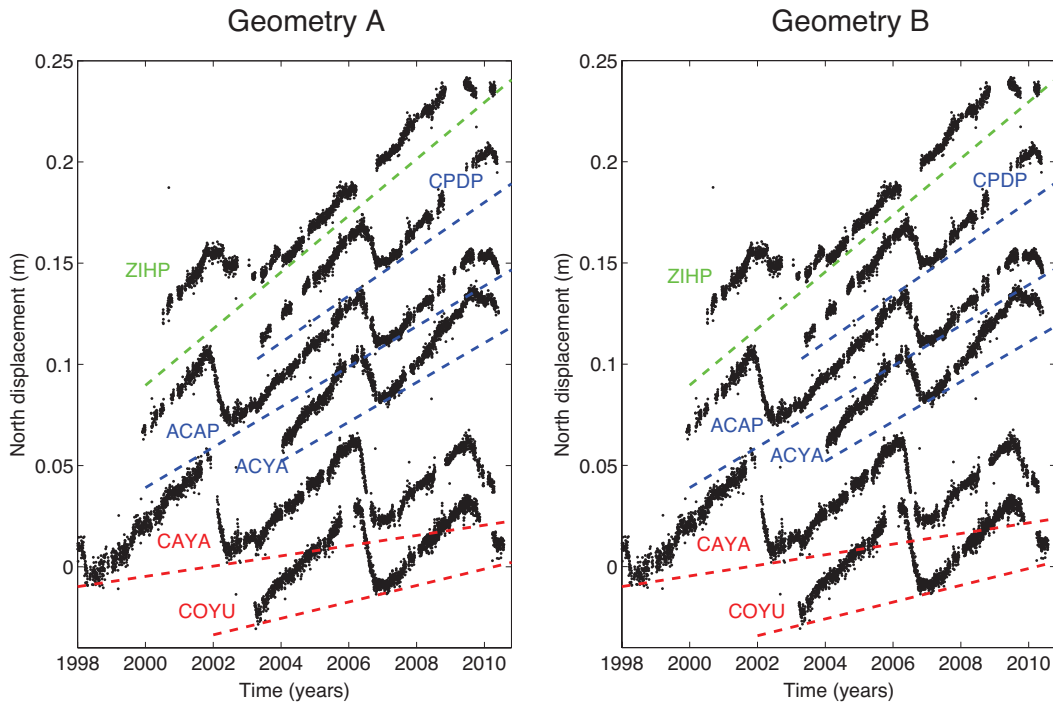 Geometry A
0.25
0.2
0.15
0.1
0.05
0
North displacement (m)
ZIHP
CPDP
ACAP
ACYA
CAYA
COYU
1998
2000
2002
2004
2006
2008
2010
Time (years)
Geometry B
0.25
0.2
0.15
0.1
0.05
0
North displacement (m)
ZIHP
CPDP
ACAP
ACYA
CAYA
COYU
1998
2000
2002
2004
2006
2008
2010
Time (years)